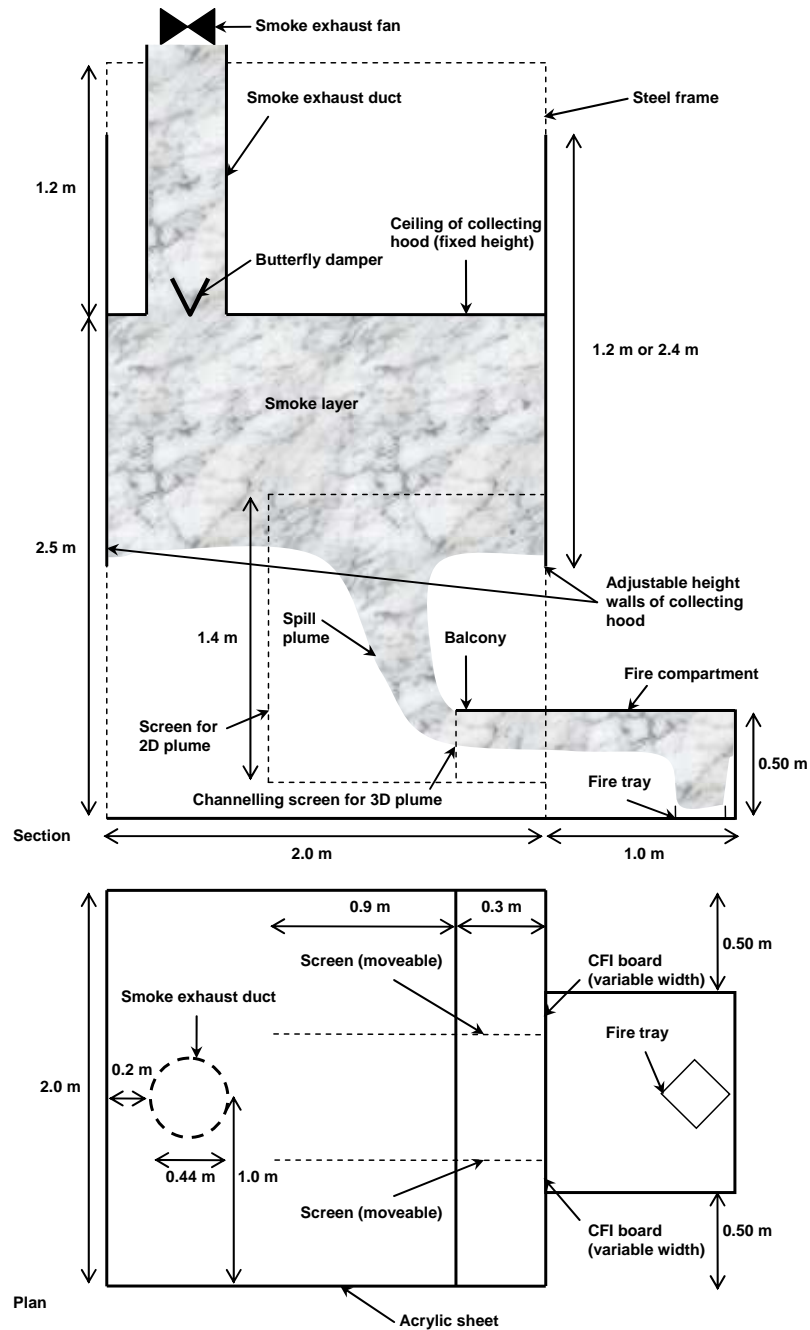 Smoke exhaust fan
Smoke exhaust duct
Steel frame
1.2 m
Ceiling of collecting
hood (fixed height)
Butterfly damper
1.2 m or 2.4 m
Smoke layer
2.5 m
Adjustable height
walls of collecting
hood
Spill
plume
1.4 m
Balcony
Fire compartment
Screen for
2D plume
0.50 m
Fire tray
Channelling screen for 3D plume
Section
2.0 m
1.0 m
0.9 m
0.3 m
0.50 m
Screen (moveable)
CFI board
(variable width)
Smoke exhaust duct
Fire tray
0.2 m
2.0 m
0.44 m
1.0 m
Screen (moveable)
CFI board
(variable width)
0.50 m
Plan
Acrylic sheet